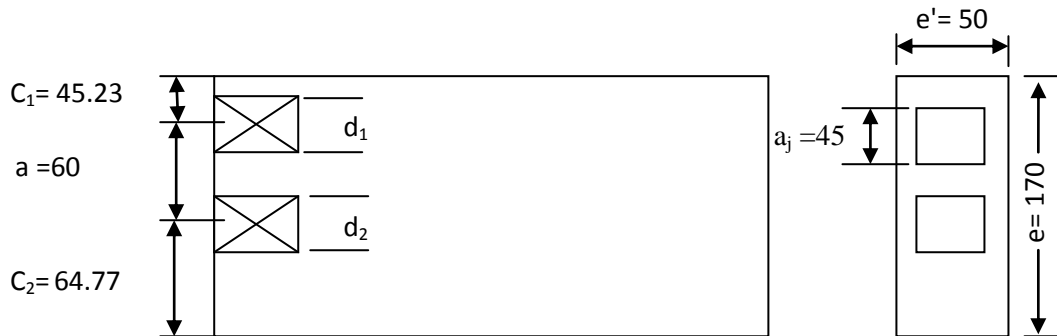 e'= 50
C₁= 45.23
d₁
a =60
aⱼ =45
d₂
C₂= 64.77
e= 170